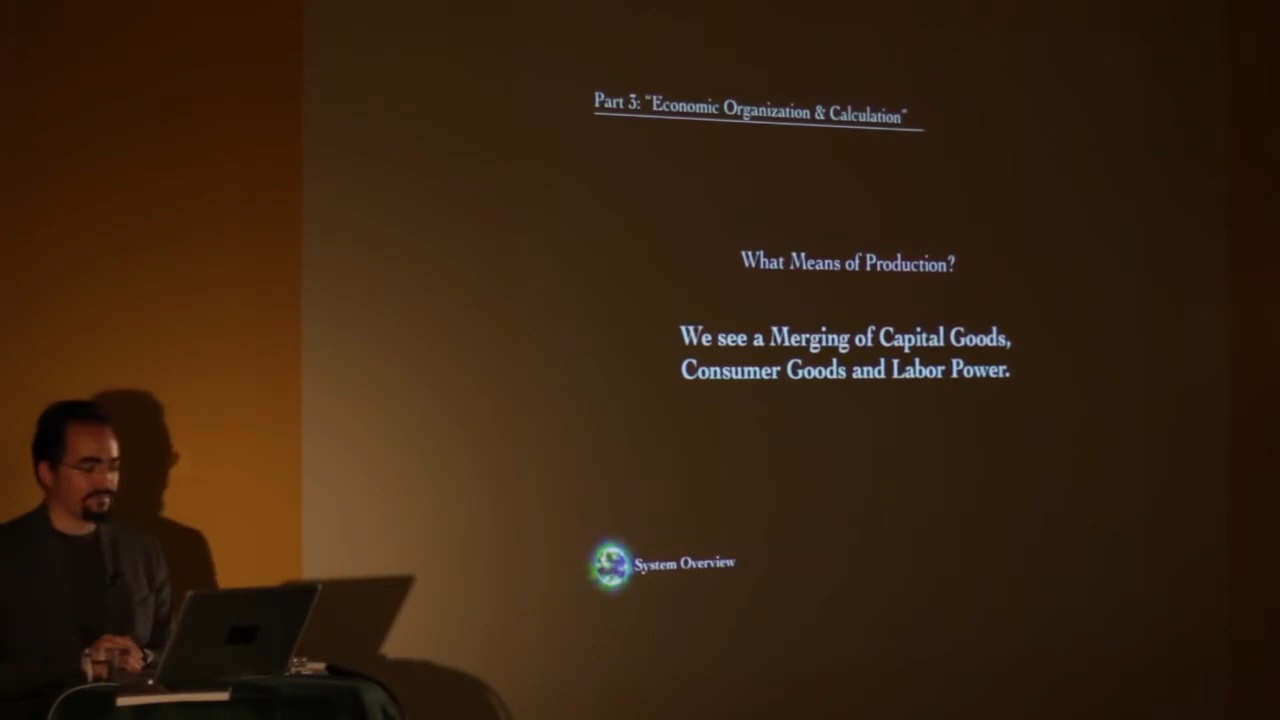 Part 3: "Economic Organization & Calculation"
What Means of Production?
We see a Merging of Capital Goods,
Consumer Goods and Labor Power.
System Overview